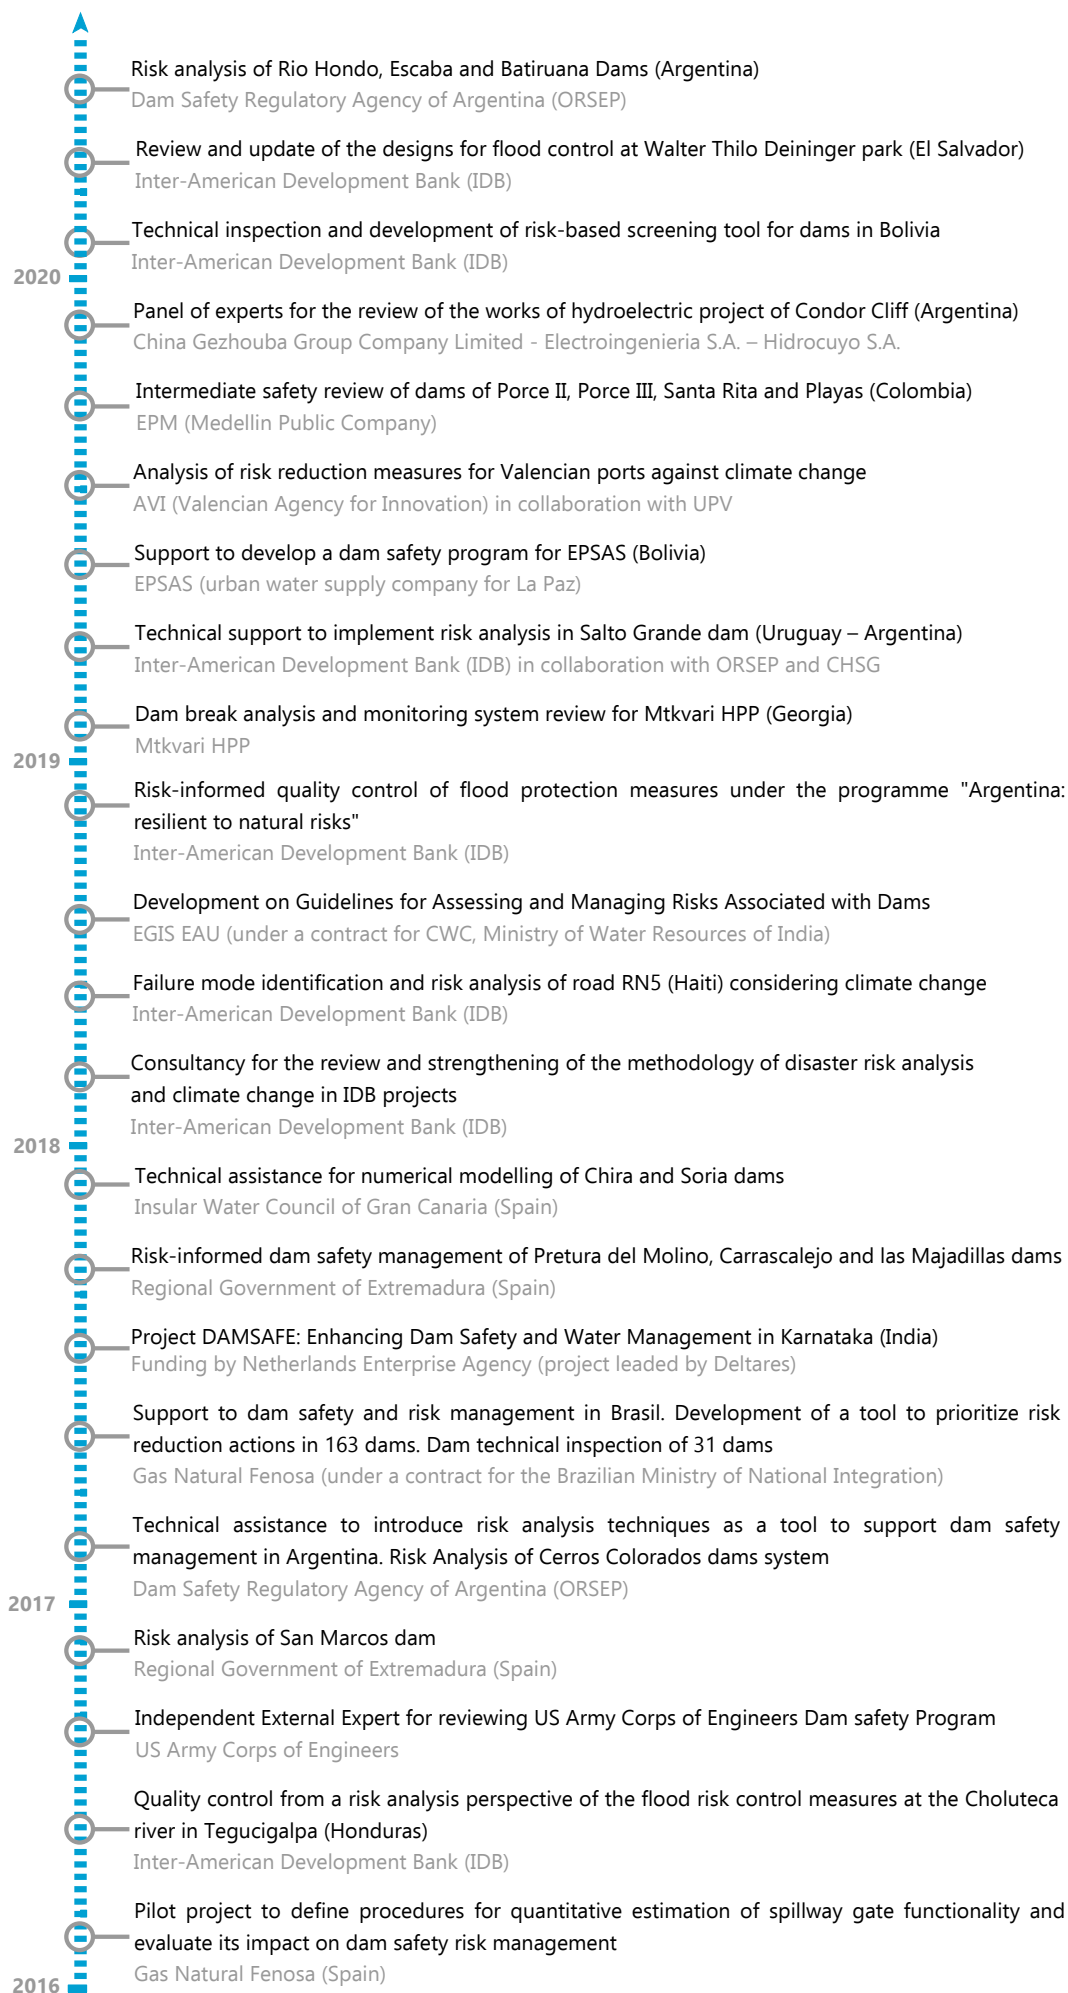 Risk analysis of Rio Hondo, Escaba and Batiruana Dams (Argentina)
Dam Safety Regulatory Agency of Argentina (ORSEP)
Review and update of the designs for flood control at Walter Thilo Deininger park (El Salvador)
Inter-American Development Bank (IDB)
Technical inspection and development of risk-based screening tool for dams in Bolivia
Inter-American Development Bank (IDB)
2020
Panel of experts for the review of the works of hydroelectric project of Condor Cliff (Argentina)
China Gezhouba Group Company Limited - Electroingenieria S.A. – Hidrocuyo S.A.
Intermediate safety review of dams of Porce II, Porce III, Santa Rita and Playas (Colombia)
EPM (Medellin Public Company)
Analysis of risk reduction measures for Valencian ports against climate change
AVI (Valencian Agency for Innovation) in collaboration with UPV
Support to develop a dam safety program for EPSAS (Bolivia)
EPSAS (urban water supply company for La Paz)
Technical support to implement risk analysis in Salto Grande dam (Uruguay – Argentina)
Inter-American Development Bank (IDB) in collaboration with ORSEP and CHSG
Dam break analysis and monitoring system review for Mtkvari HPP (Georgia)
Mtkvari HPP
2019
Risk-informed quality control of flood protection measures under the programme "Argentina:
resilient to natural risks"
Inter-American Development Bank (IDB)
Development on Guidelines for Assessing and Managing Risks Associated with Dams
EGIS EAU (under a contract for CWC, Ministry of Water Resources of India)
Failure mode identification and risk analysis of road RN5 (Haiti) considering climate change
Inter-American Development Bank (IDB)
Consultancy for the review and strengthening of the methodology of disaster risk analysis
and climate change in IDB projects
Inter-American Development Bank (IDB)
2018
Technical assistance for numerical modelling of Chira and Soria dams
Insular Water Council of Gran Canaria (Spain)
Risk-informed dam safety management of Pretura del Molino, Carrascalejo and las Majadillas dams
Regional Government of Extremadura (Spain)
Project DAMSAFE: Enhancing Dam Safety and Water Management in Karnataka (India)
Funding by Netherlands Enterprise Agency (project leaded by Deltares)
Support to dam safety and risk management in Brasil. Development of a tool to prioritize risk
reduction actions in 163 dams. Dam technical inspection of 31 dams
Gas Natural Fenosa (under a contract for the Brazilian Ministry of National Integration)
Technical assistance to introduce risk analysis techniques as a tool to support dam safety
management in Argentina. Risk Analysis of Cerros Colorados dams system
Dam Safety Regulatory Agency of Argentina (ORSEP)
2017
Risk analysis of San Marcos dam
Regional Government of Extremadura (Spain)
Independent External Expert for reviewing US Army Corps of Engineers Dam safety Program
US Army Corps of Engineers
Quality control from a risk analysis perspective of the flood risk control measures at the Choluteca
river in Tegucigalpa (Honduras)
Inter-American Development Bank (IDB)
Pilot project to define procedures for quantitative estimation of spillway gate functionality and
evaluate its impact on dam safety risk management
Gas Natural Fenosa (Spain)
2016